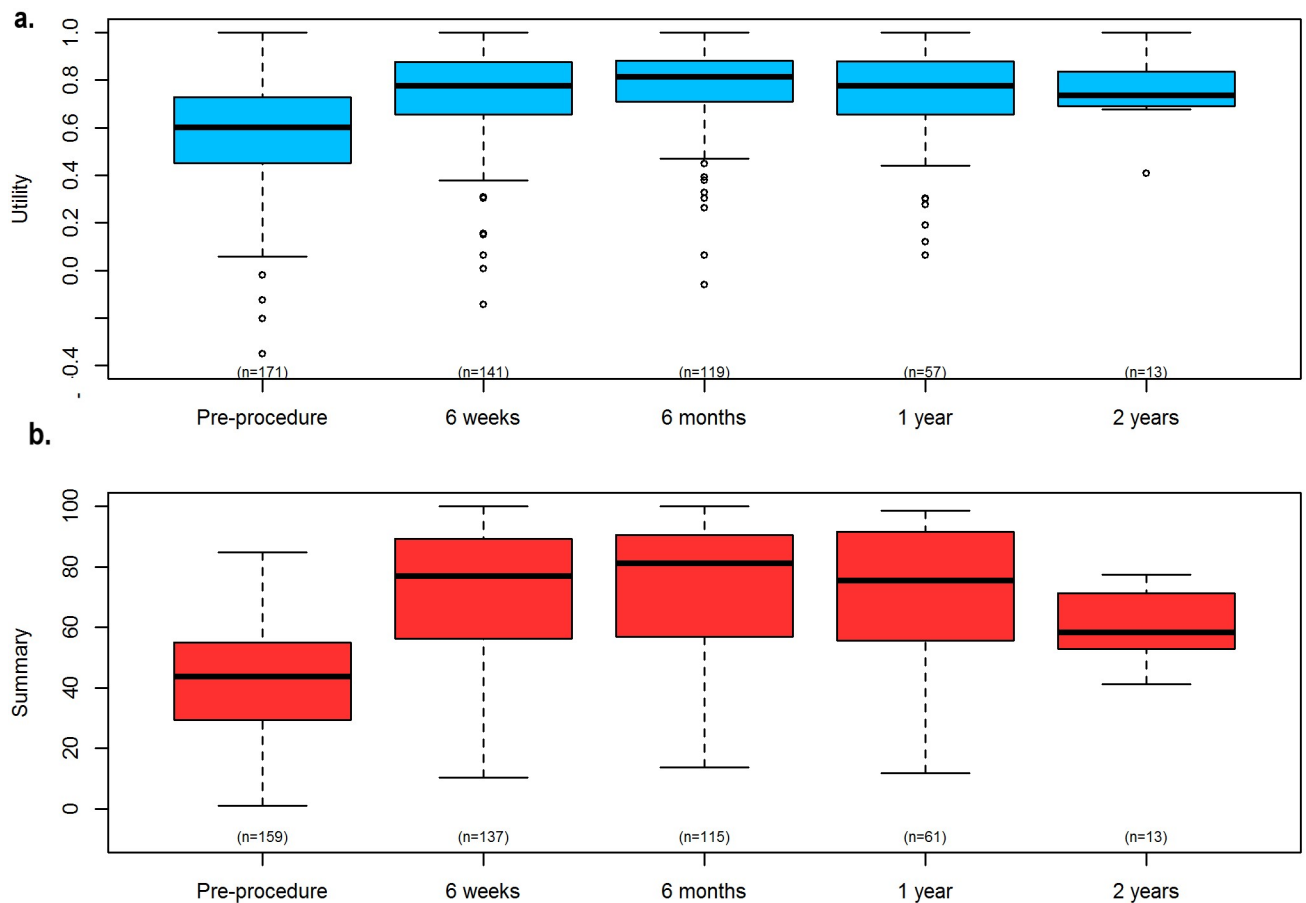 a.
1.0
0.8
0.6
0.4
0.2
0.0
-0.4
Utility
(n=171) (n=141) (n=119) (n=57) (n=13)
Pre-procedure 6 weeks 6 months 1 year 2 years
b.
100
80
60
40
20
0
Summary
(n=159) (n=137) (n=115) (n=61) (n=13)
Pre-procedure 6 weeks 6 months 1 year 2 years